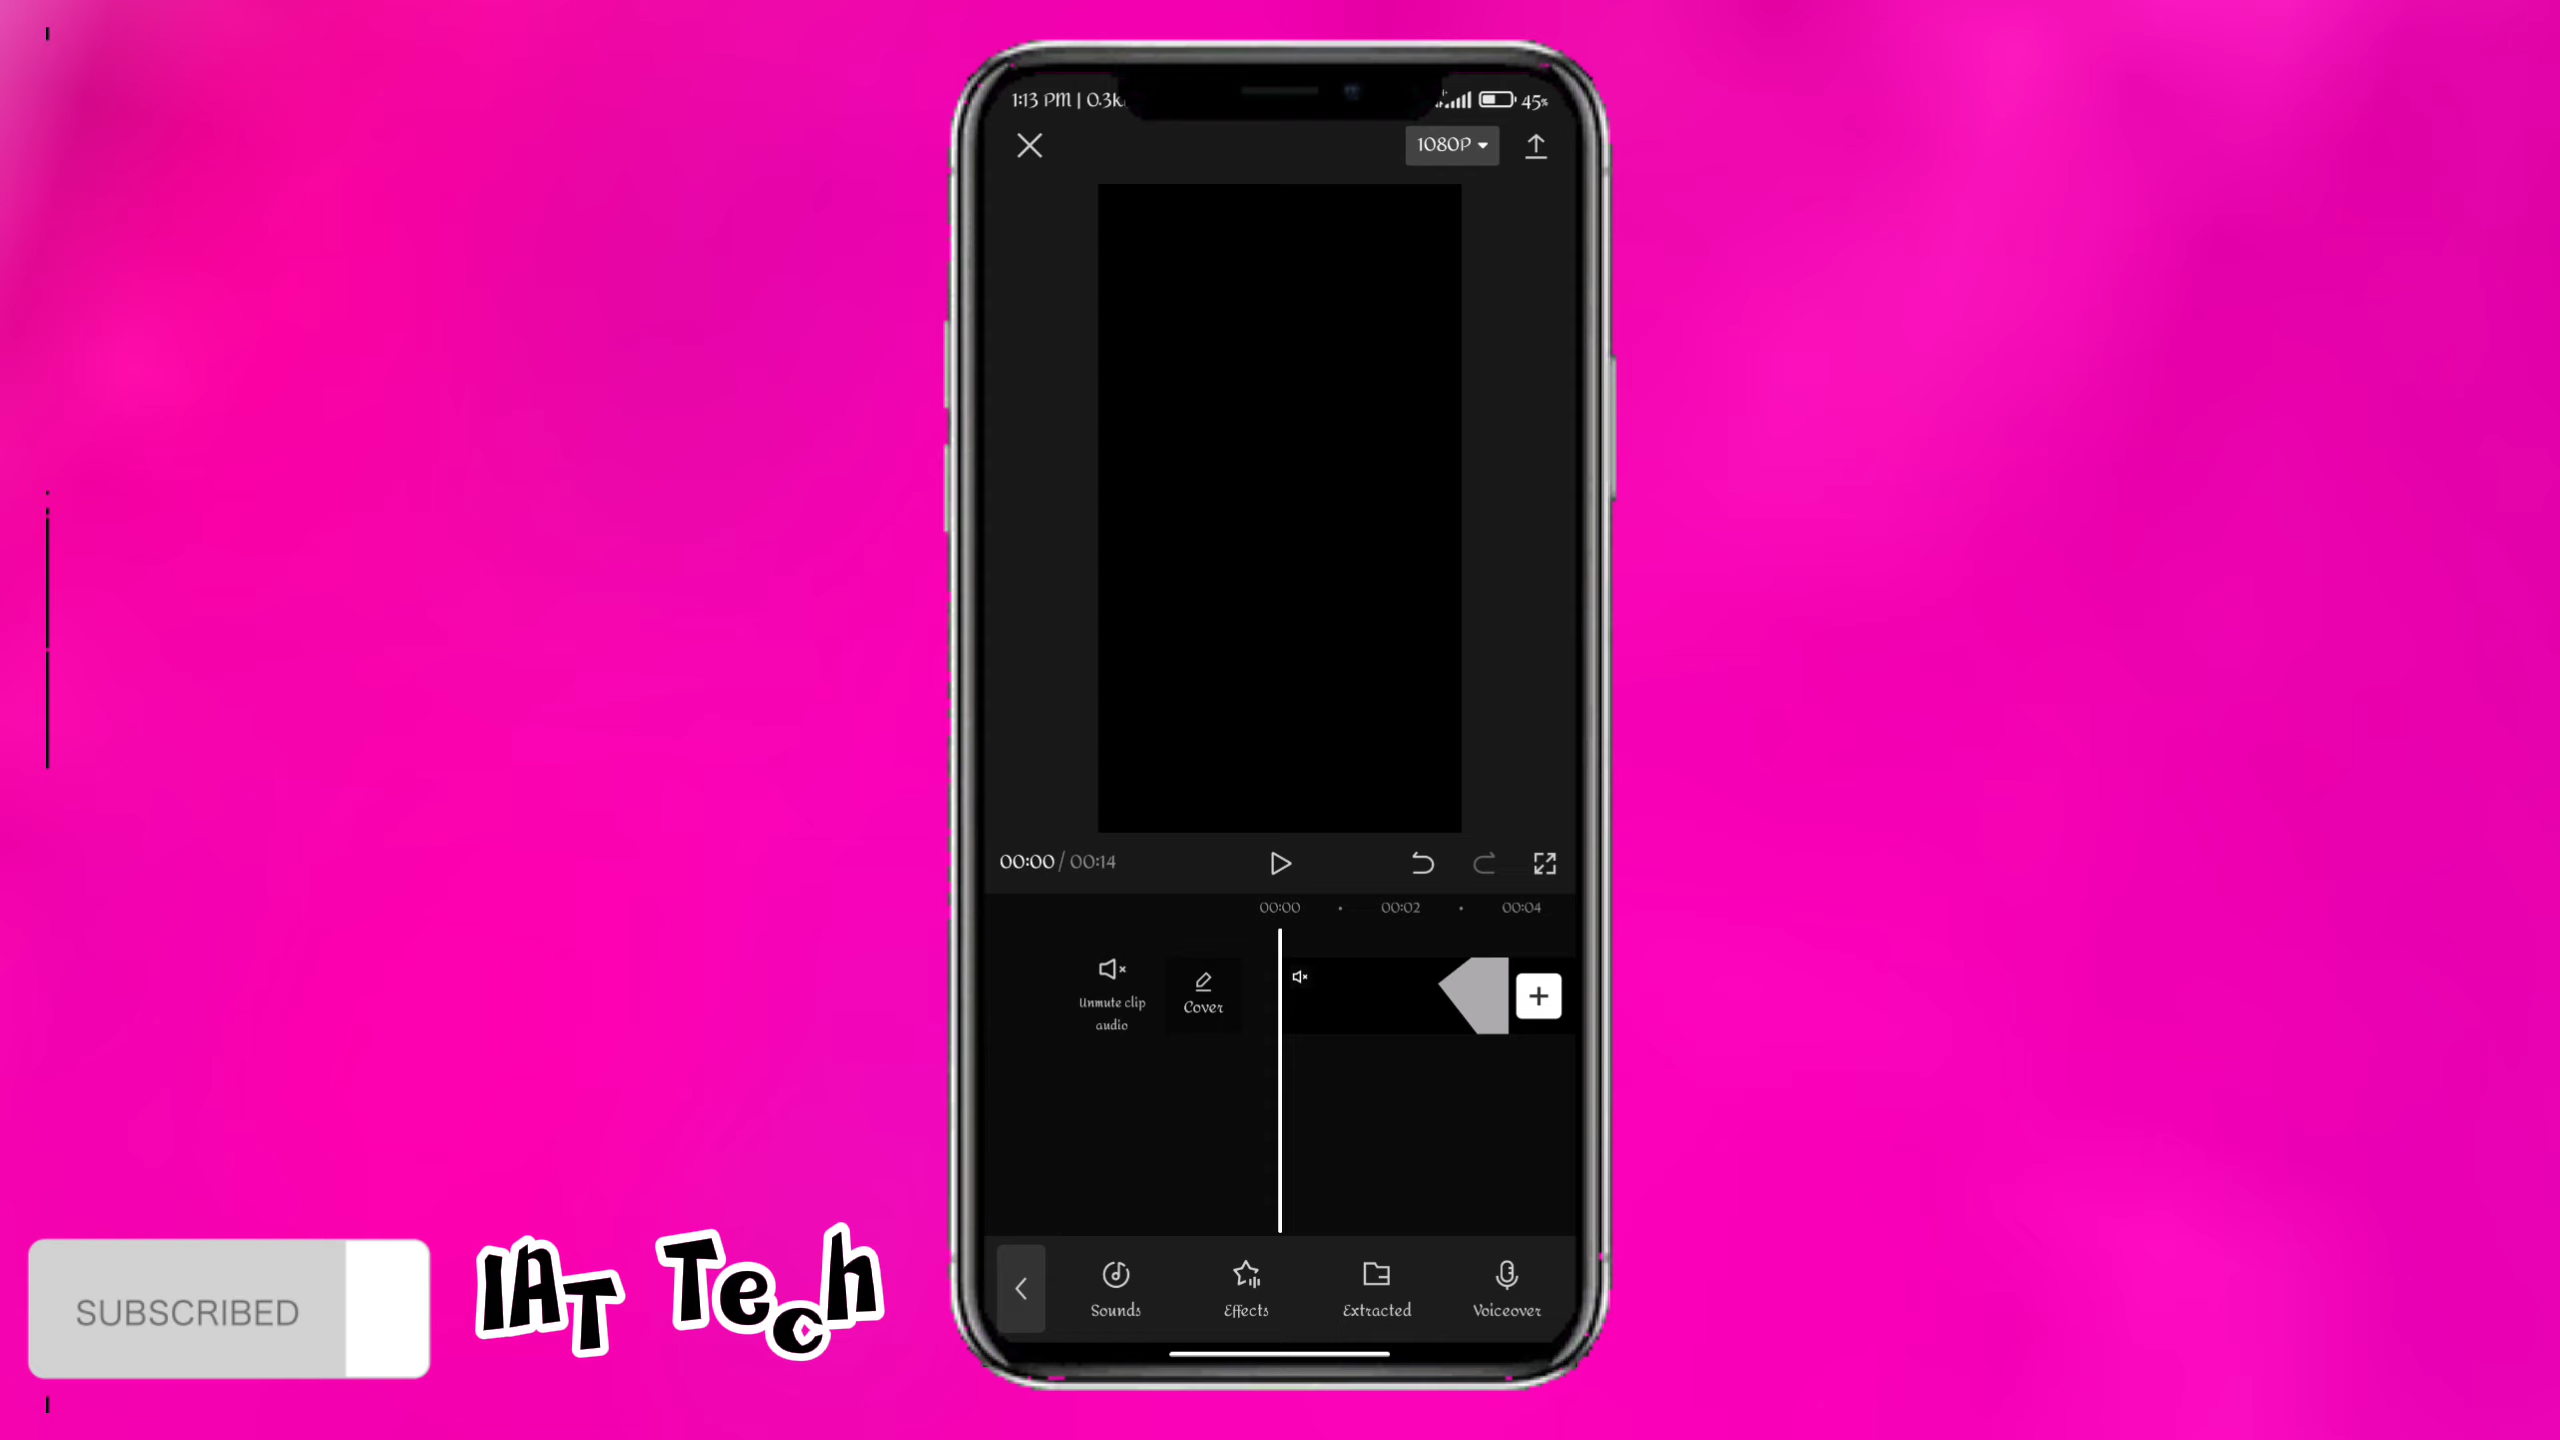 1:13 PM | 0.3k
45%
1080P
00:00 / 00:14
00:00 00:02 00:04
Unmute clip
audio
Cover
Sounds Effects Extracted Voiceover
SUBSCRIBED
IAT Tech